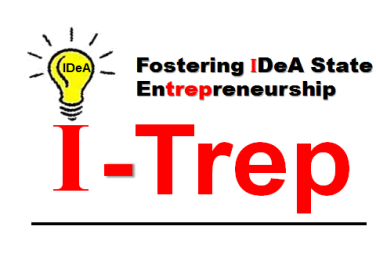 IDeA
Fostering IDeA State
Entrepreneurship
I-Trep